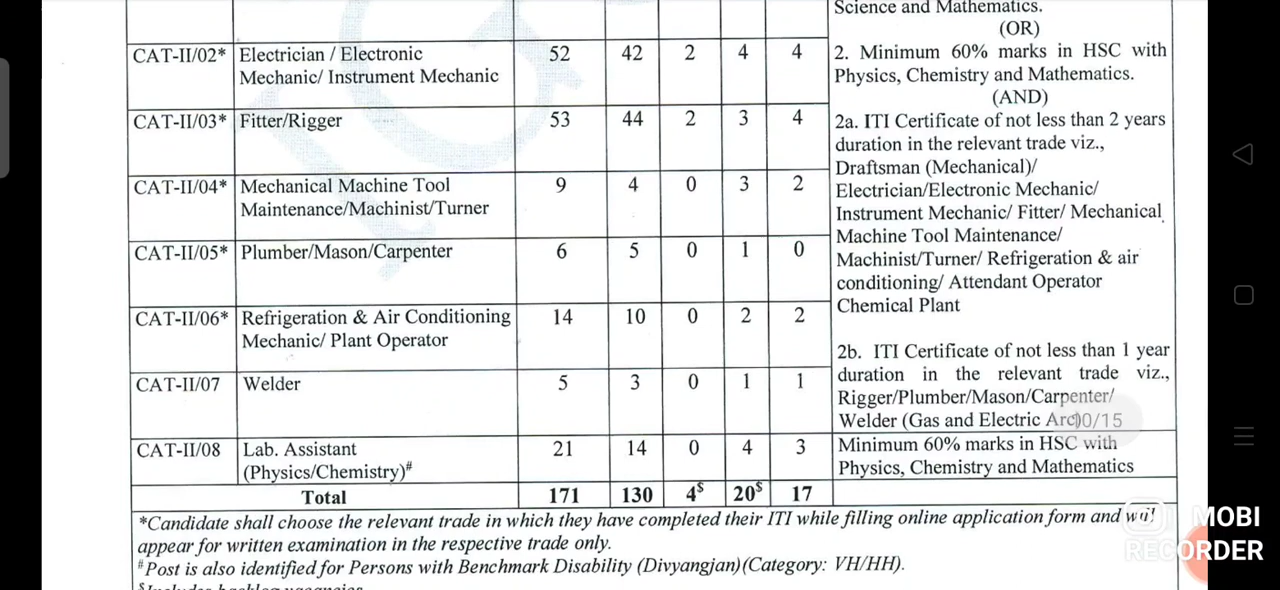 Science and Mathematics.
(OR)
CAT-II/02* Electrician / Electronic Mechanic/ Instrument Mechanic 52 42 2 4 4
2. Minimum 60% marks in HSC with
Physics, Chemistry and Mathematics.
(AND)
CAT-II/03* Fitter/Rigger 53 44 2 3 4
2a. ITI Certificate of not less than 2 years
duration in the relevant trade viz.,
Draftsman (Mechanical)/
CAT-II/04* Mechanical Machine Tool Maintenance/Machinist/Turner 9 4 0 3 2
Electrician/Electronic Mechanic/
Instrument Mechanic/ Fitter/ Mechanical
Machine Tool Maintenance/
CAT-II/05* Plumber/Mason/Carpenter 6 5 0 1 0
Machinist/Turner/ Refrigeration & air
conditioning/ Attendant Operator
Chemical Plant
CAT-II/06* Refrigeration & Air Conditioning Mechanic/ Plant Operator 14 10 0 2 2
2b. ITI Certificate of not less than 1 year
duration in the relevant trade viz.,
CAT-II/07 Welder 5 3 0 1 1
Rigger/Plumber/Mason/Carpenter/
Welder (Gas and Electric Arc)
0/15
CAT-II/08 Lab. Assistant (Physics/Chemistry)# 21 14 0 4 3
Minimum 60% marks in HSC with
Physics, Chemistry and Mathematics
Total 171 130 4$ 20$ 17
*Candidate shall choose the relevant trade in which they have completed their ITI while filling online application form and will
appear for written examination in the respective trade only.
#Post is also identified for Persons with Benchmark Disability (Divyangjan)(Category: VH/HH).
$Includes backlog vacancies
MOBI
RECORDER